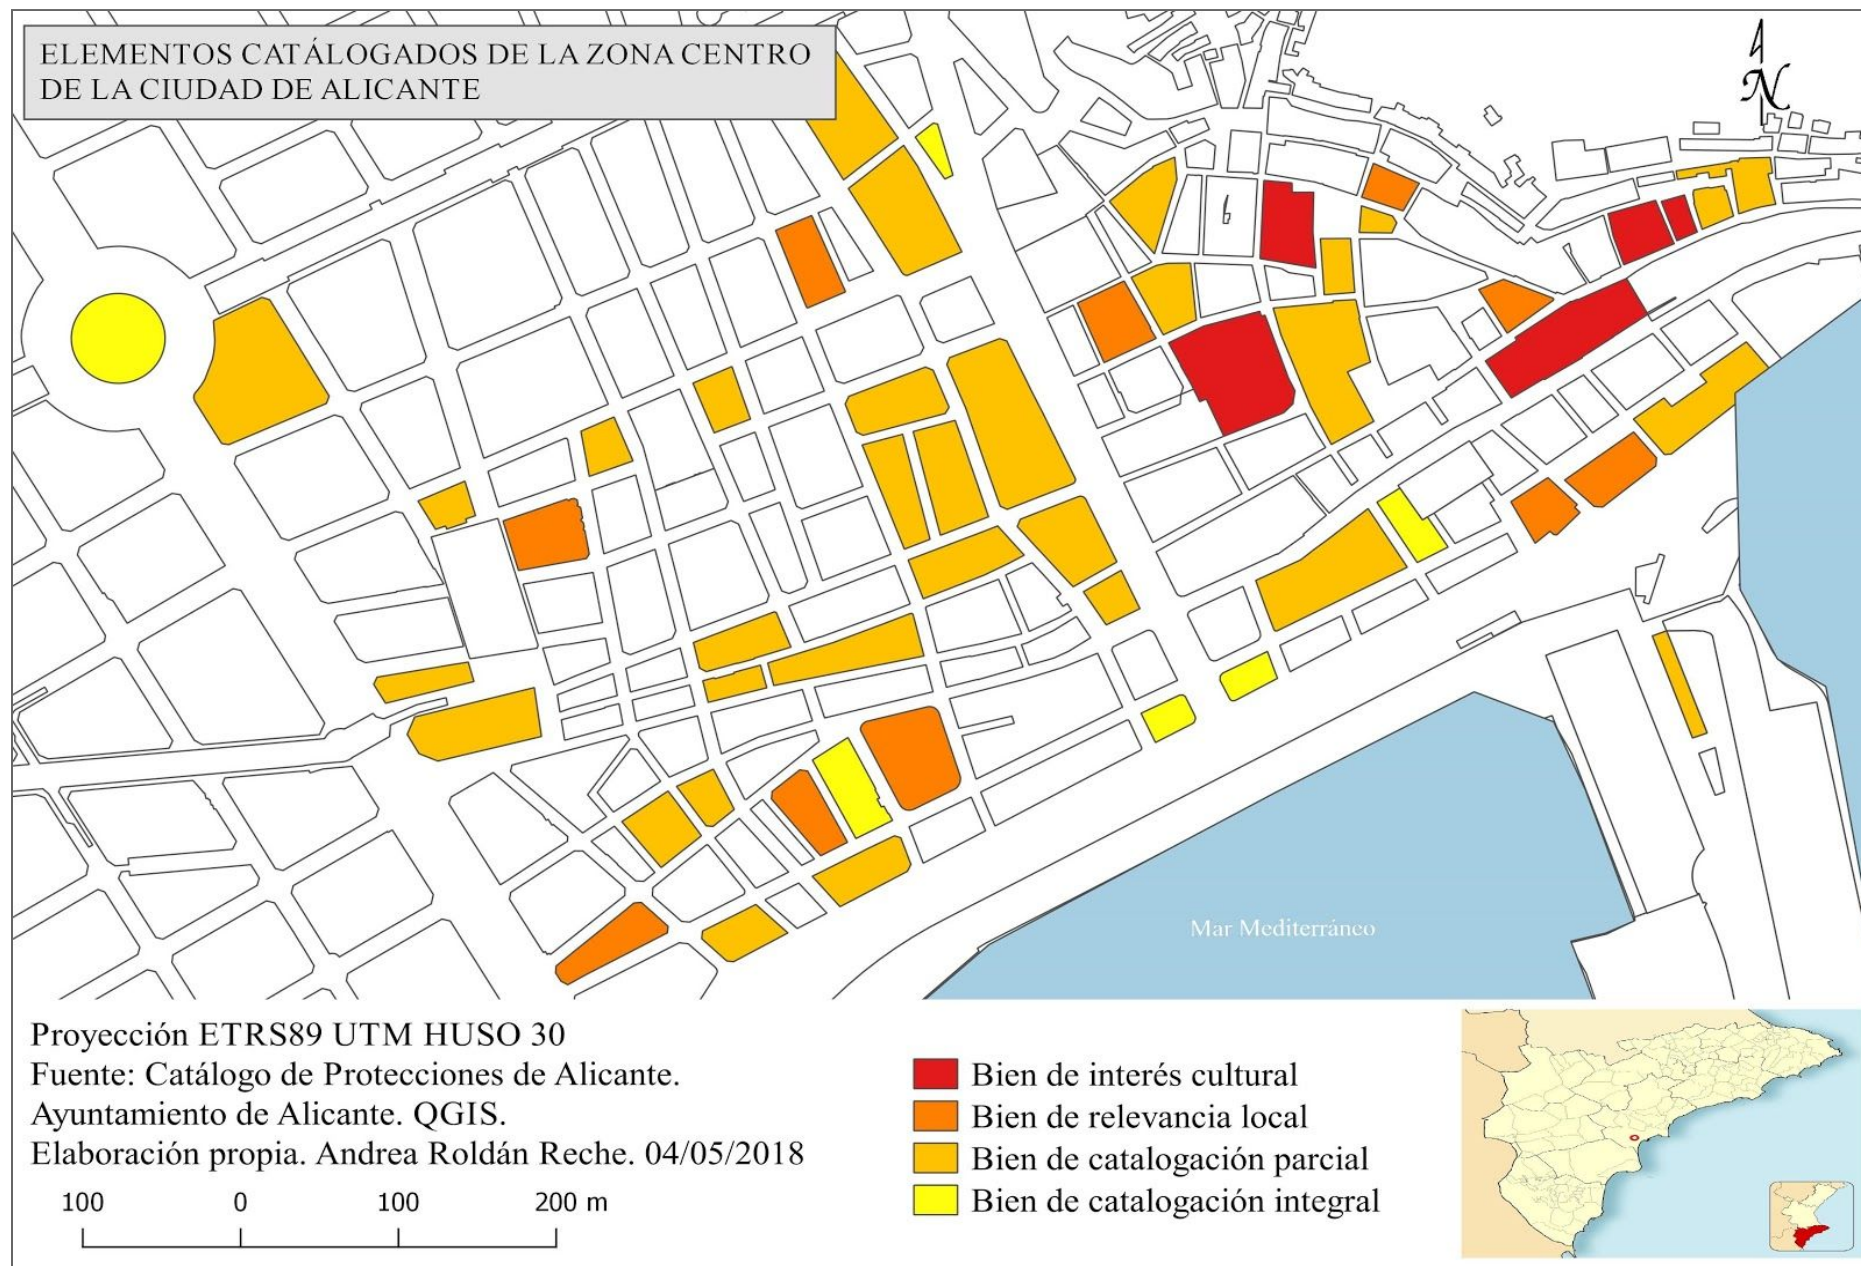 ELEMENTOS CATÁLOGADOS DE LA ZONA CENTRO
DE LA CIUDAD DE ALICANTE
N
Mar Mediterráneo
Proyección ETRS89 UTM HUSO 30
Fuente: Catálogo de Protecciones de Alicante.
Ayuntamiento de Alicante. QGIS.
Elaboración propia. Andrea Roldán Reche. 04/05/2018
100 0 100 200 m
Bien de interés cultural
Bien de relevancia local
Bien de catalogación parcial
Bien de catalogación integral